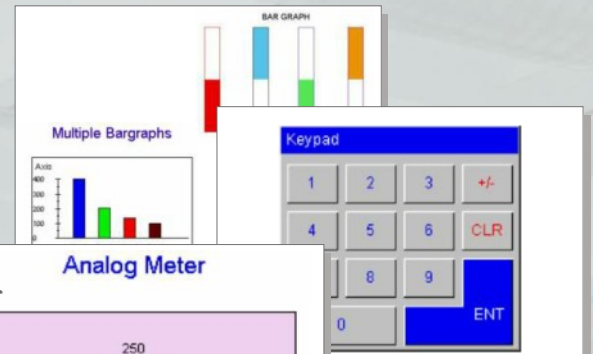 BAR GRAPH
Multiple Bargraphs
Axis
400
300
200
100
0
Keypad
1 2 3 +/-
4 5 6 CLR
8 9
0 ENT
Analog Meter
250